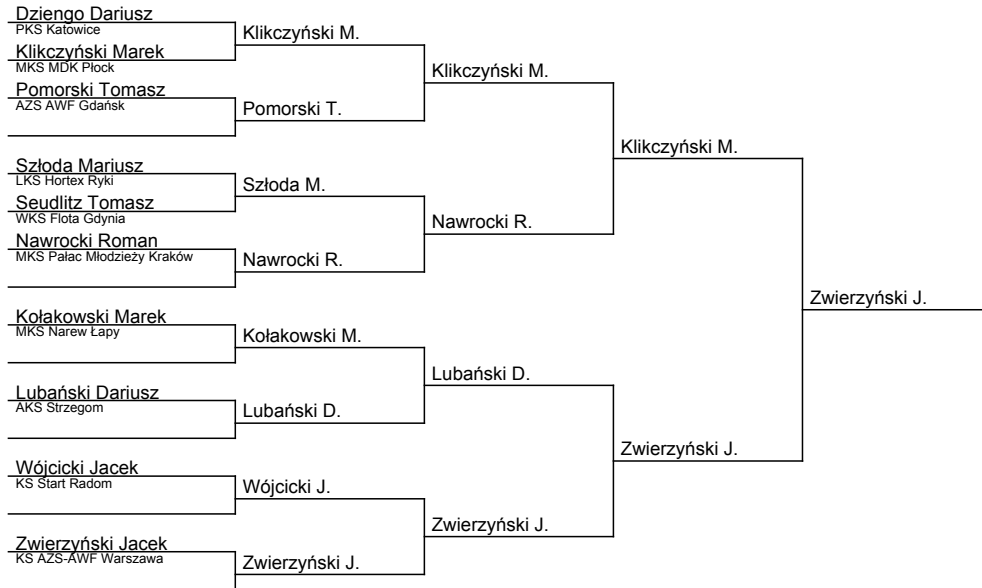 Dziengo Dariusz
PKS Katowice
Klikczyński M.
Klikczyński Marek
MKS MDK Płock
Klikczyński M.
Pomorski Tomasz
AZS AWF Gdańsk
Pomorski T.
Klikczyński M.
Szłoda Mariusz
LKS Hortex Ryki
Szłoda M.
Seudlitz Tomasz
WKS Flota Gdynia
Nawrocki R.
Nawrocki Roman
MKS Pałac Młodzieży Kraków
Nawrocki R.
Zwierzyński J.
Kołakowski Marek
MKS Narew Łapy
Kołakowski M.
Lubański D.
Lubański Dariusz
AKS Strzegom
Lubański D.
Zwierzyński J.
Wójcicki Jacek
KS Start Radom
Wójcicki J.
Zwierzyński J.
Zwierzyński Jacek
KS AZS-AWF Warszawa
Zwierzyński J.